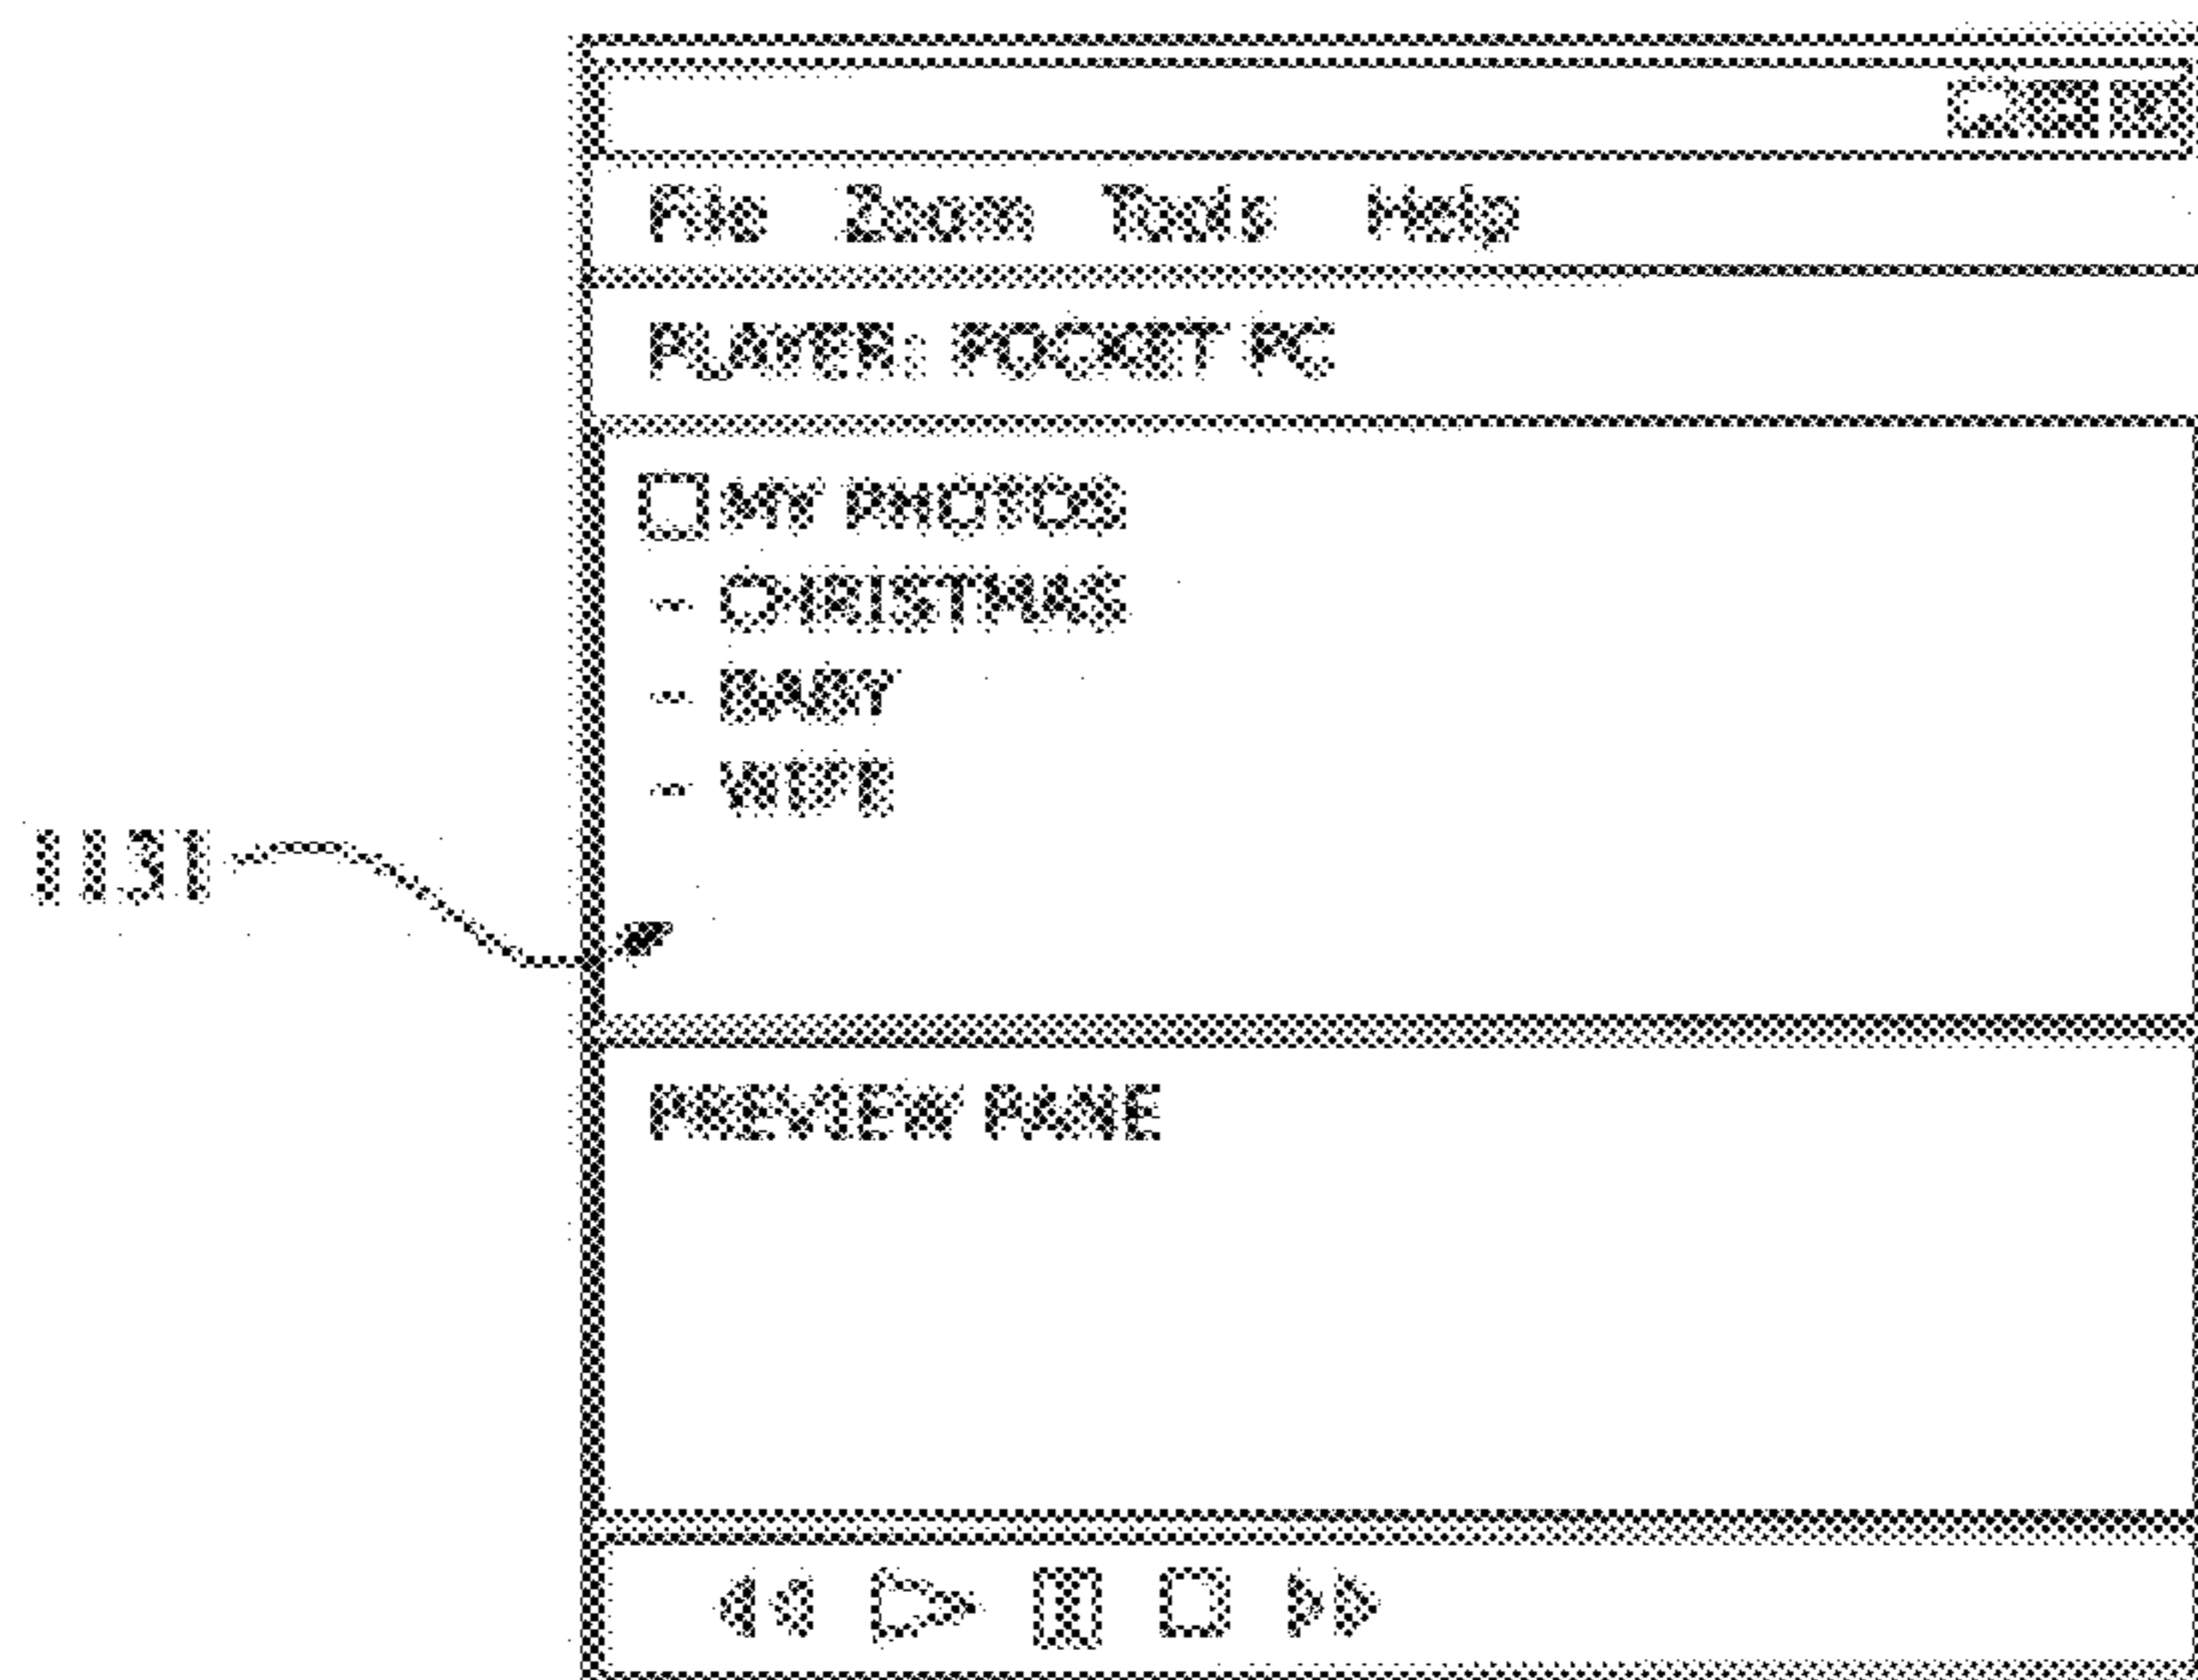 File Zoom Tools Help
PLAYER: POCKET PC
MY PHOTOS
- CHRISTMAS
- BABY
- WIFE
1131
PREVIEW PANE